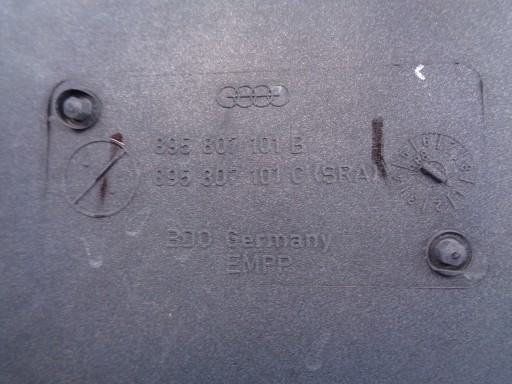 895 807 101 B
895 807 101 C (SRA)
BDO Germany
EMPP